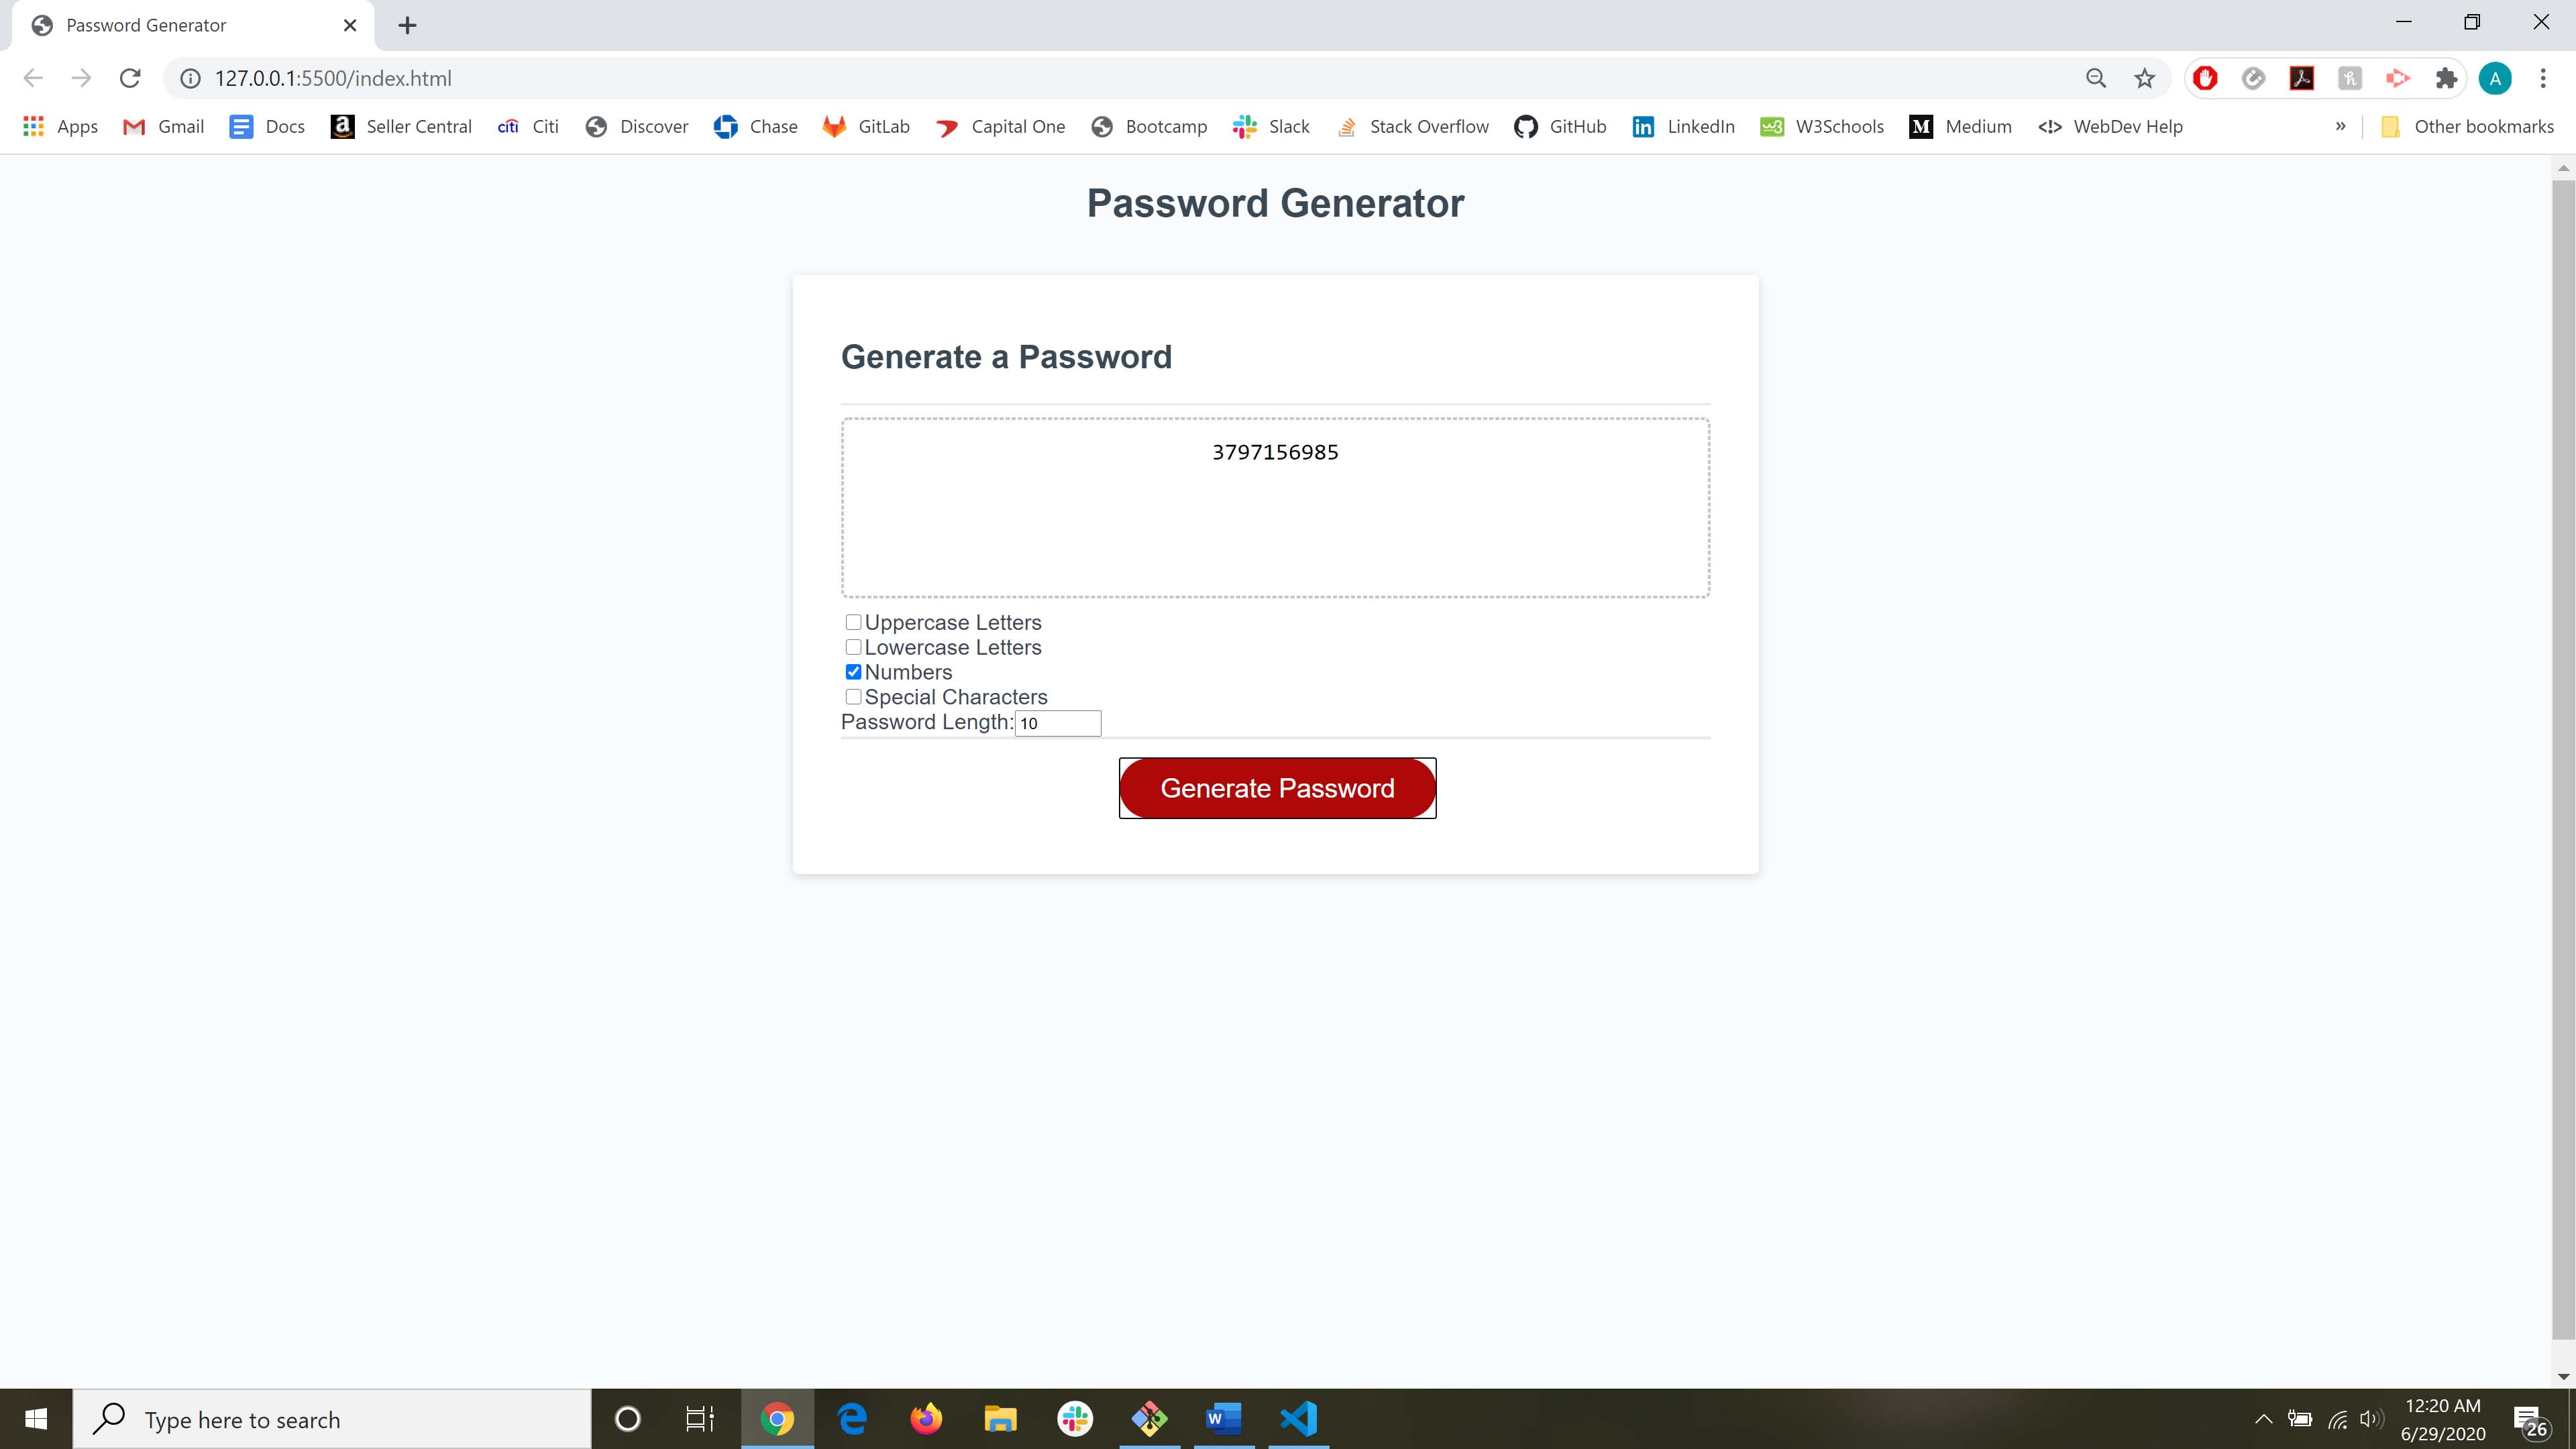 Password Generator
127.0.0.1:5500/index.html
A
Apps Gmail Docs a Seller Central citi Citi Discover Chase GitLab Capital One Bootcamp Slack Stack Overflow GitHub in LinkedIn w3 W3Schools M Medium <!> WebDev Help » Other bookmarks
Password Generator
Generate a Password
3797156985
Uppercase Letters
Lowercase Letters
Numbers
Special Characters
Password Length: 10
Generate Password
Type here to search
W
12:20 AM
6/29/2020
26